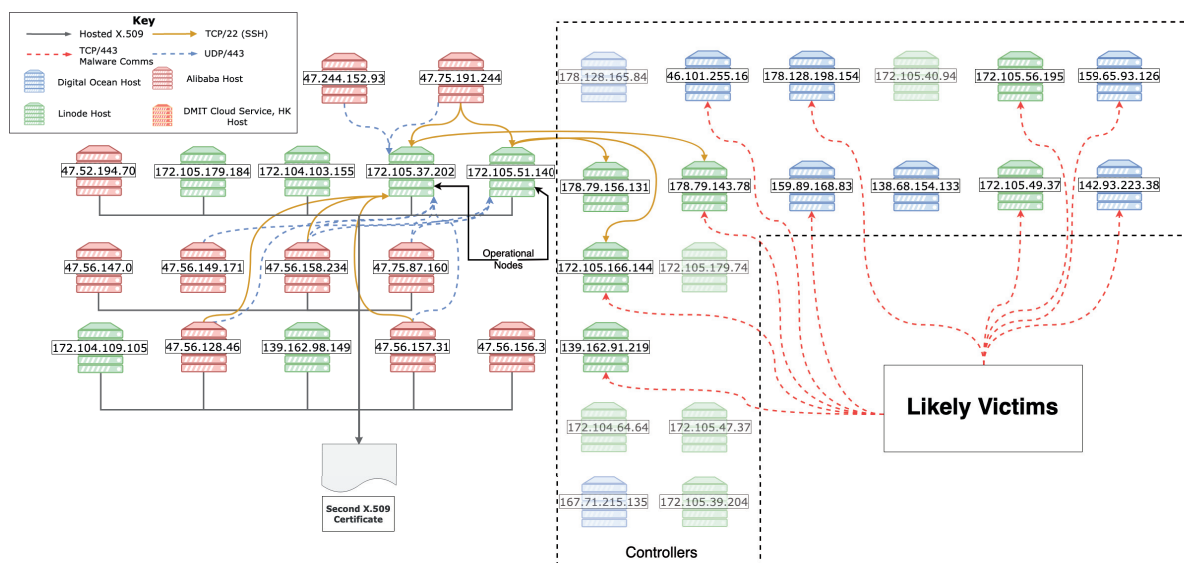 Key
Hosted X.509
TCP/22 (SSH)
TCP/443
Malware Comms
UDP/443
Digital Ocean Host
Alibaba Host
Linode Host
DMIT Cloud Service, HK
Host
47.244.152.93
47.75.191.244
178.128.165.84
46.101.255.16
178.128.198.154
172.105.40.94
172.105.56.195
159.65.93.126
47.52.194.70
172.105.179.184
172.104.103.155
172.105.37.202
172.105.51.140
178.79.156.131
178.79.143.78
159.89.168.83
138.68.154.133
172.105.49.37
142.93.223.38
Operational
Nodes
47.56.147.0
47.56.149.171
47.56.158.234
47.75.87.160
172.105.166.144
172.105.179.74
172.104.109.105
47.56.128.46
139.162.98.149
47.56.157.31
47.56.156.3
139.162.91.219
Likely Victims
172.104.64.64
172.105.47.37
167.71.215.135
172.105.39.204
Second X.509
Certificate
Controllers